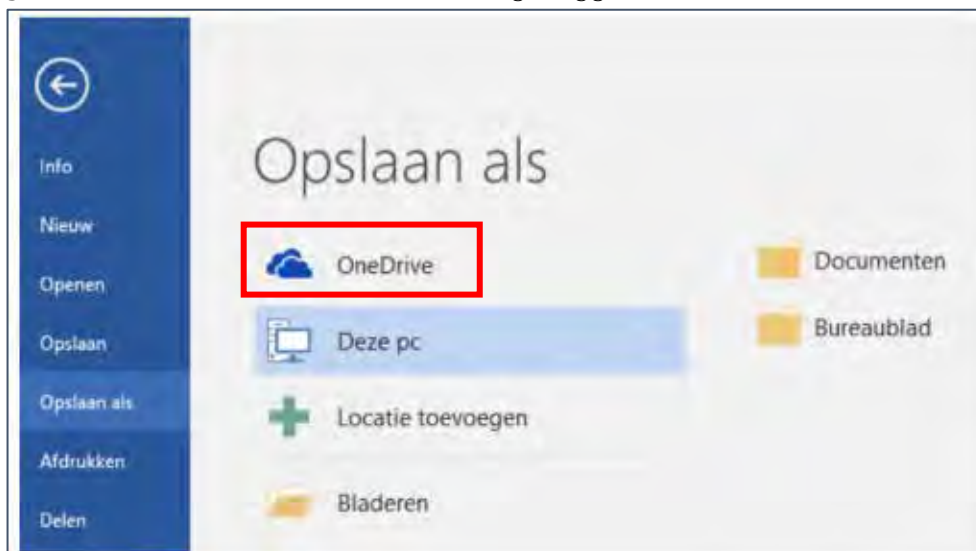 Info
Nieuw
Openen
Opslaan
Opslaan als
Afdrukken
Delen
Opslaan als
OneDrive
Deze pc
Locatie toevoegen
Bladeren
Documenten
Bureaublad